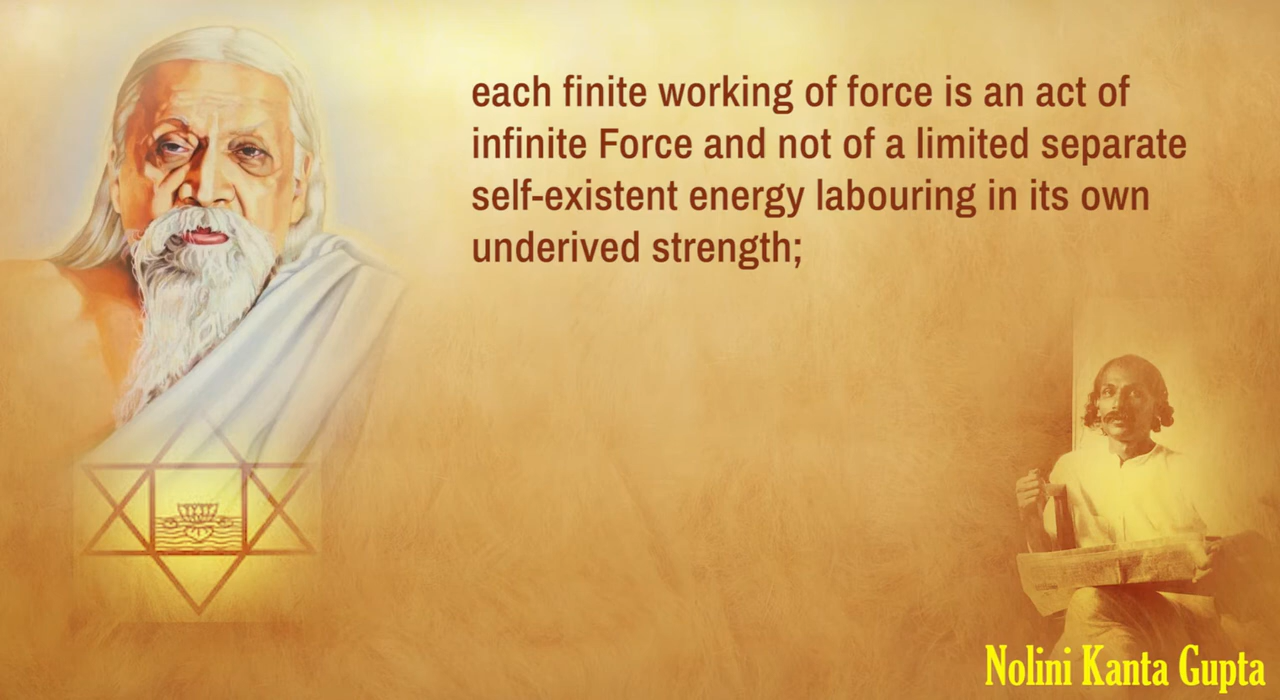 each finite working of force is an act of
infinite Force and not of a limited separate
self-existent energy labouring in its own
underived strength;
Nolini Kanta Gupta